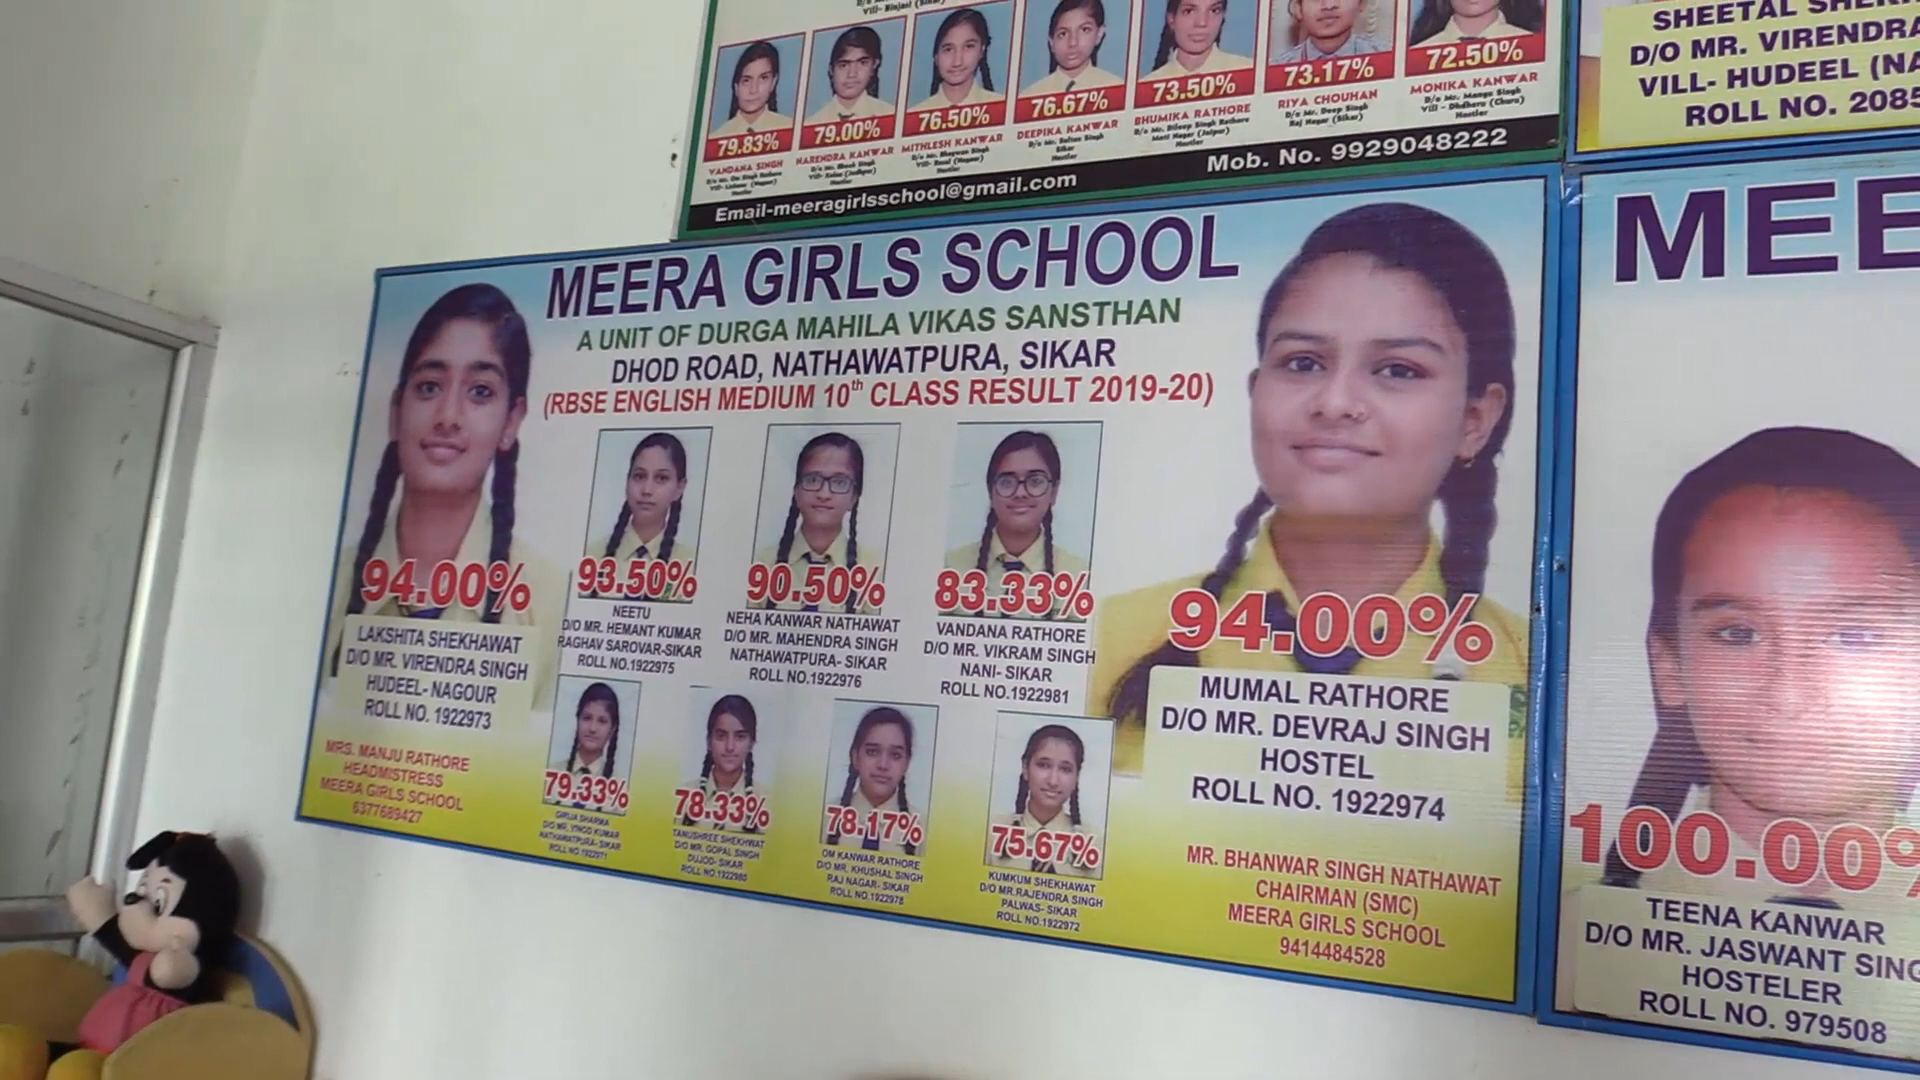 79.83%
VANDANA SINGH
79.00%
NARENDRA KANWAR
76.50%
MITHLESH KANWAR
76.67%
DEEPIKA KANWAR
73.50%
BHUMIKA RATHORE
73.17%
RIYA CHOUHAN
72.50%
MONIKA KANWAR
Email-meeragirlsschool@gmail.com
Mob. No. 9929048222
D/O MR. VIRENDRA
VILL- HUDEEL
ROLL NO.
MEERA GIRLS SCHOOL
A UNIT OF DURGA MAHILA VIKAS SANSTHAN
DHOD ROAD, NATHAWATPURA, SIKAR
(RBSE ENGLISH MEDIUM 10th CLASS RESULT 2019-20)
94.00%
LAKSHITA SHEKHAWAT
D/O MR. VIRENDRA SINGH
HUDEEL- NAGOUR
ROLL NO. 1922973
93.50%
NEETU
D/O MR. HEMANT KUMAR
RAGHAV SAROVAR-SIKAR
ROLL NO.1922975
90.50%
NEHA KANWAR NATHAWAT
D/O MR. MAHENDRA SINGH
NATHAWATPURA- SIKAR
ROLL NO.1922976
83.33%
VANDANA RATHORE
D/O MR. VIKRAM SINGH
NANI- SIKAR
ROLL NO.1922981
94.00%
MUMAL RATHORE
D/O MR. DEVRAJ SINGH
HOSTEL
ROLL NO. 1922974
79.33%
GIRIJA SHARMA
D/O MR. VINOD KUMAR
NATHAWATPURA- SIKAR
ROLL NO.1922971
78.33%
TANUSHREE SHEKHWAT
D/O MR. GOPAL SINGH
DUJOD- SIKAR
ROLL NO.1922980
78.17%
OM KANWAR RATHORE
D/O MR. KHUSHAL SINGH
RAJ NAGAR- SIKAR
ROLL NO.1922978
75.67%
KUMKUM SHEKHAWAT
D/O MR.RAJENDRA SINGH
PALWAS- SIKAR
ROLL NO.1922972
MRS. MANJU RATHORE
HEADMISTRESS
MEERA GIRLS SCHOOL
6377689427
MR. BHANWAR SINGH NATHAWAT
CHAIRMAN (SMC)
MEERA GIRLS SCHOOL
9414484528
MEE
100.00%
TEENA KANWAR
D/O MR. JASWANT SING
HOSTELER
ROLL NO. 979508